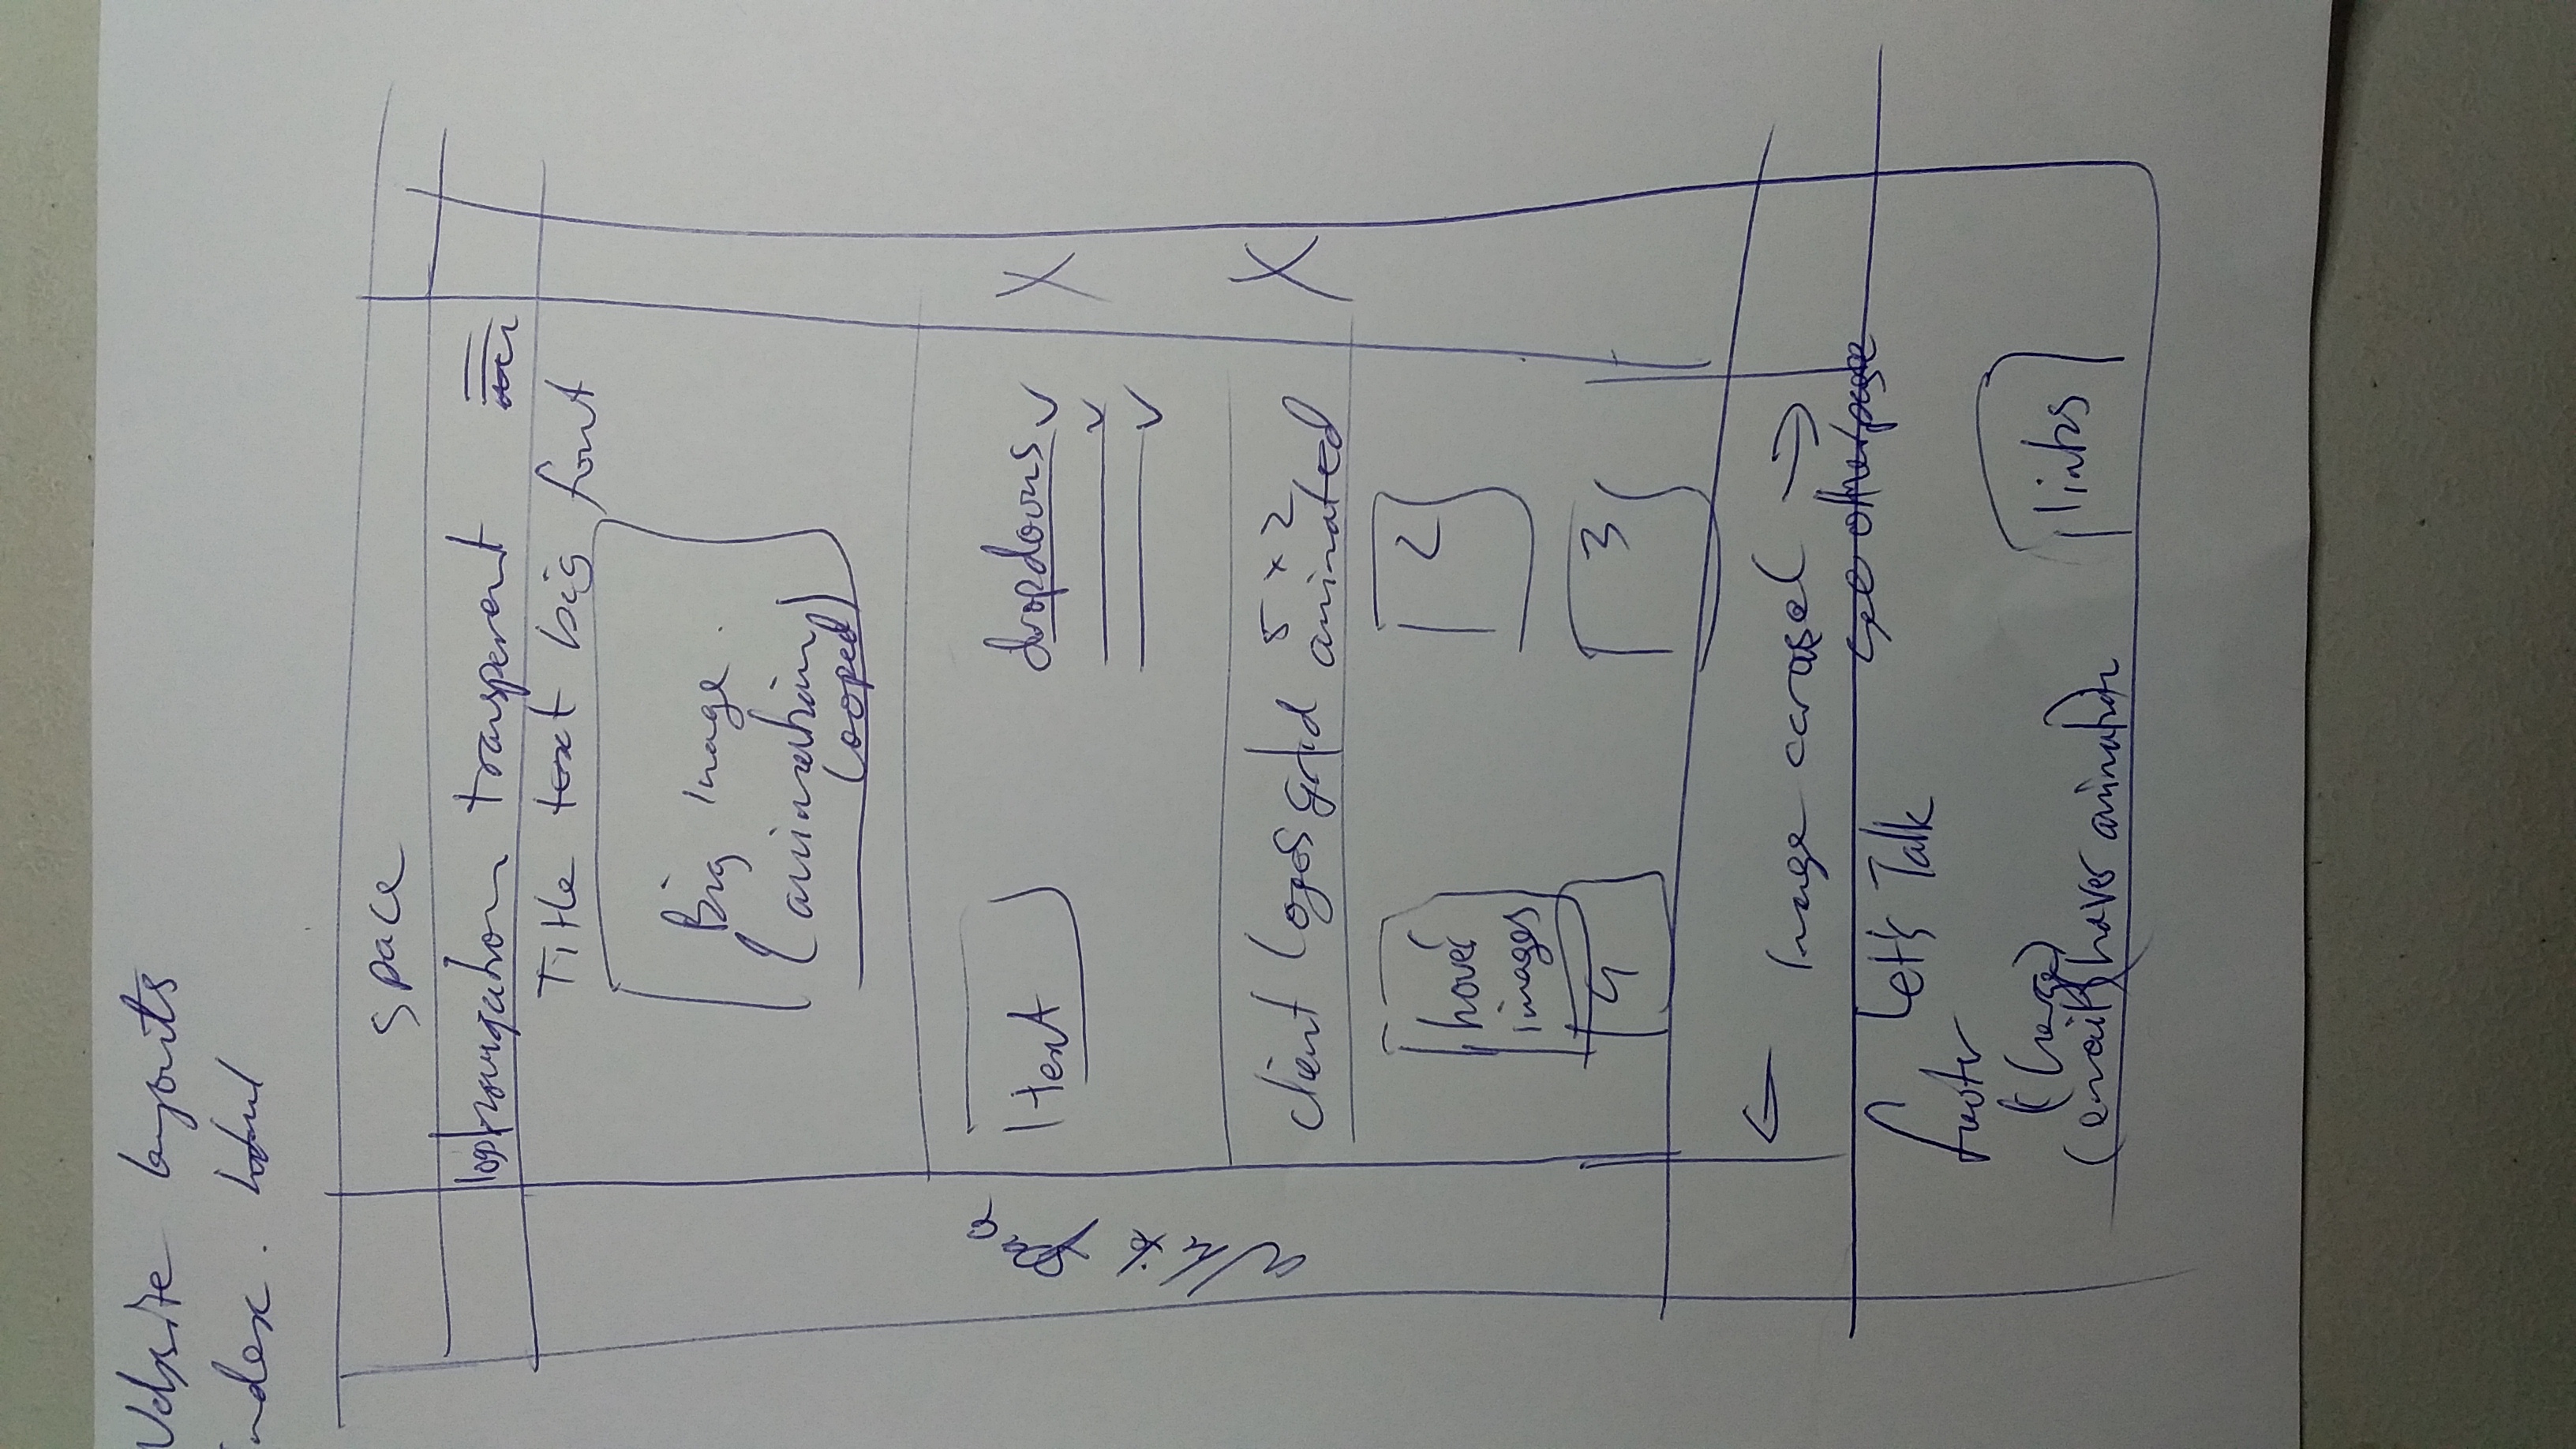 Website layouts
index. html
space
logo navigation transparent
Title text big font
Big Image.
(animation
looped)
white space
text
dropdowns
X
client logos grid 5 x 2
animated
X
hover
images
2
4
3
← Image carosel →
see other page
Let's Talk
footer
(large)
(email) hover animation
links